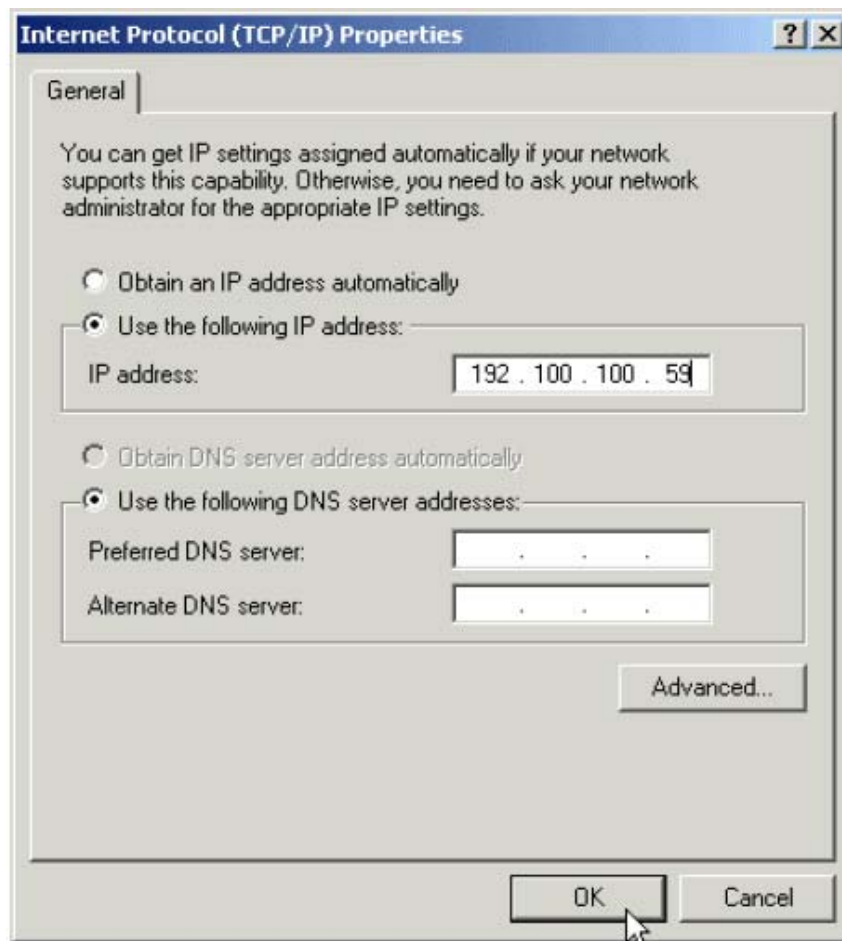 Internet Protocol (TCP/IP) Properties
General
You can get IP settings assigned automatically if your network
supports this capability. Otherwise, you need to ask your network
administrator for the appropriate IP settings.
Obtain an IP address automatically
Use the following IP address:
IP address: 192 . 100 . 100 . 59
Obtain DNS server address automatically
Use the following DNS server addresses:
Preferred DNS server: . . .
Alternate DNS server: . . .
Advanced...
OK Cancel